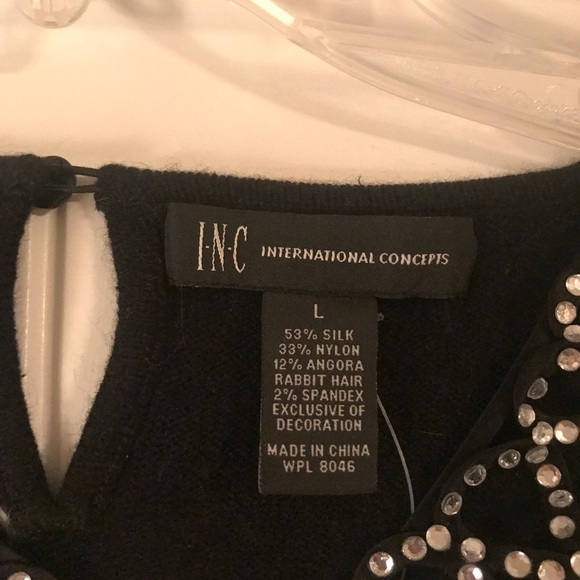 I·N·C INTERNATIONAL CONCEPTS
L
53% SILK
33% NYLON
12% ANGORA
RABBIT HAIR
2% SPANDEX
EXCLUSIVE OF
DECORATION
MADE IN CHINA
WPL 8046